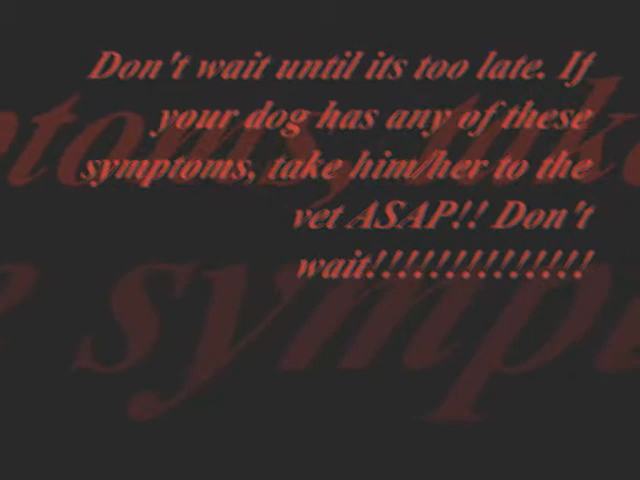 Don't wait until its too late. If
your dog has any of these
symptoms, take him/her to the
vet ASAP!! Don't
wait!!!!!!!!!!!!!!!!